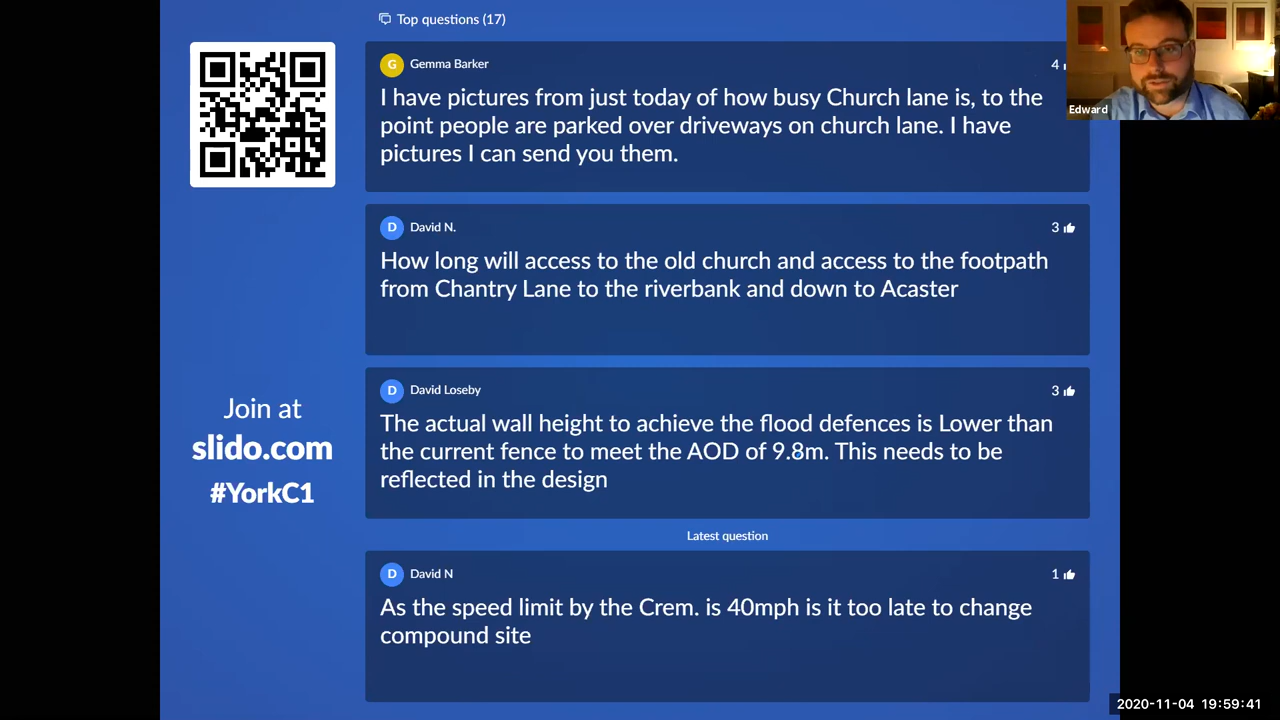 Top questions (17)
G Gemma Barker 4
I have pictures from just today of how busy Church lane is, to the
point people are parked over driveways on church lane. I have
pictures I can send you them.
Edward
D David N. 3
How long will access to the old church and access to the footpath
from Chantry Lane to the riverbank and down to Acaster
D David Loseby 3
The actual wall height to achieve the flood defences is Lower than
the current fence to meet the AOD of 9.8m. This needs to be
reflected in the design
Join at
slido.com
#YorkC1
Latest question
D David N 1
As the speed limit by the Crem. is 40mph is it too late to change
compound site
2020-11-04 19:59:41